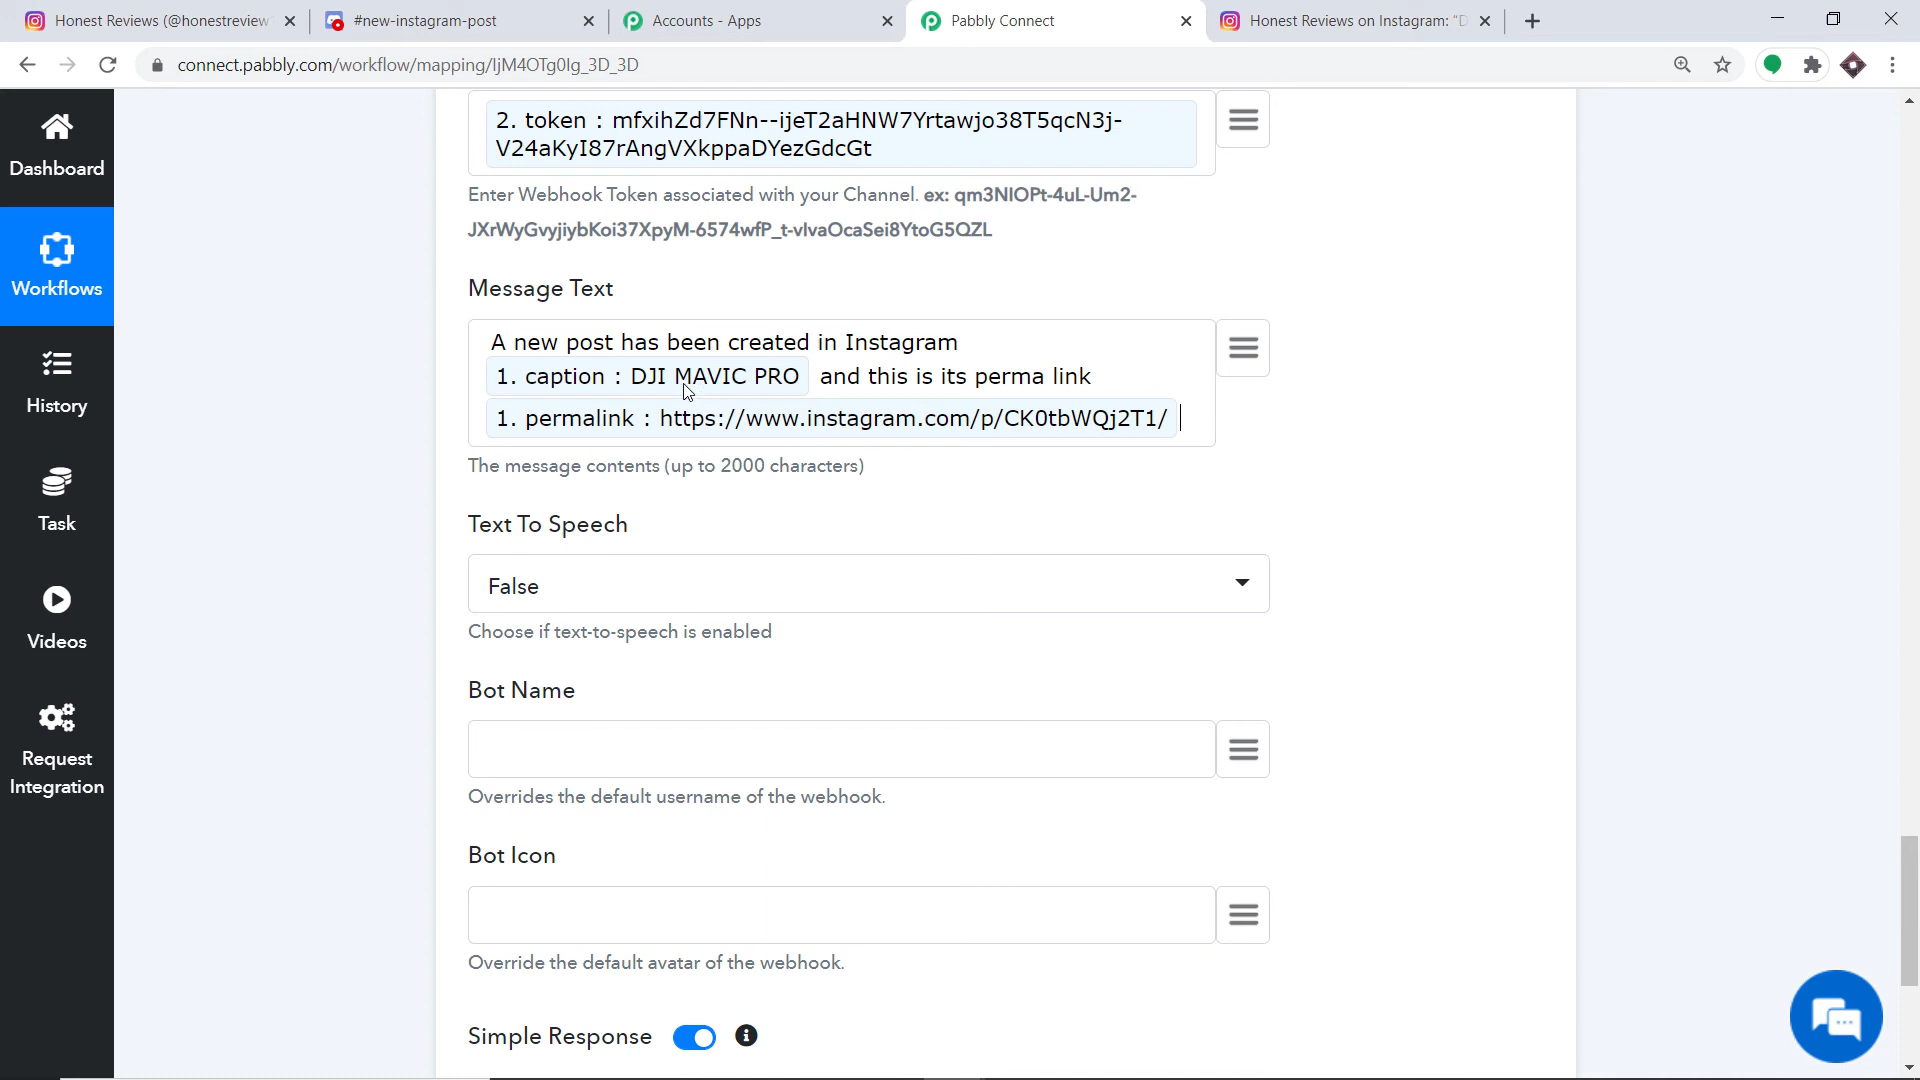 Honest Reviews (@honestreview
#new-instagram-post
Accounts - Apps
Pabbly Connect
Honest Reviews on Instagram: “D
connect.pabbly.com/workflow/mapping/IjM4OTg0Ig_3D_3D
Dashboard
Workflows
History
Task
Videos
Request
Integration
2. token : mfxihZd7FNn--ijeT2aHNW7Yrtawjo38T5qcN3j-
V24aKyI87rAngVXkppaDYezGdcGt
Enter Webhook Token associated with your Channel. ex: qm3NIOPt-4uL-Um2-
JXrWyGvyjiybKoi37XpyM-6574wfP_t-vIvaOcaSei8YtoG5QZL
Message Text
A new post has been created in Instagram
1. caption : DJI MAVIC PRO and this is its perma link
1. permalink : https://www.instagram.com/p/CK0tbWQj2T1/
The message contents (up to 2000 characters)
Text To Speech
False
Choose if text-to-speech is enabled
Bot Name
Overrides the default username of the webhook.
Bot Icon
Override the default avatar of the webhook.
Simple Response